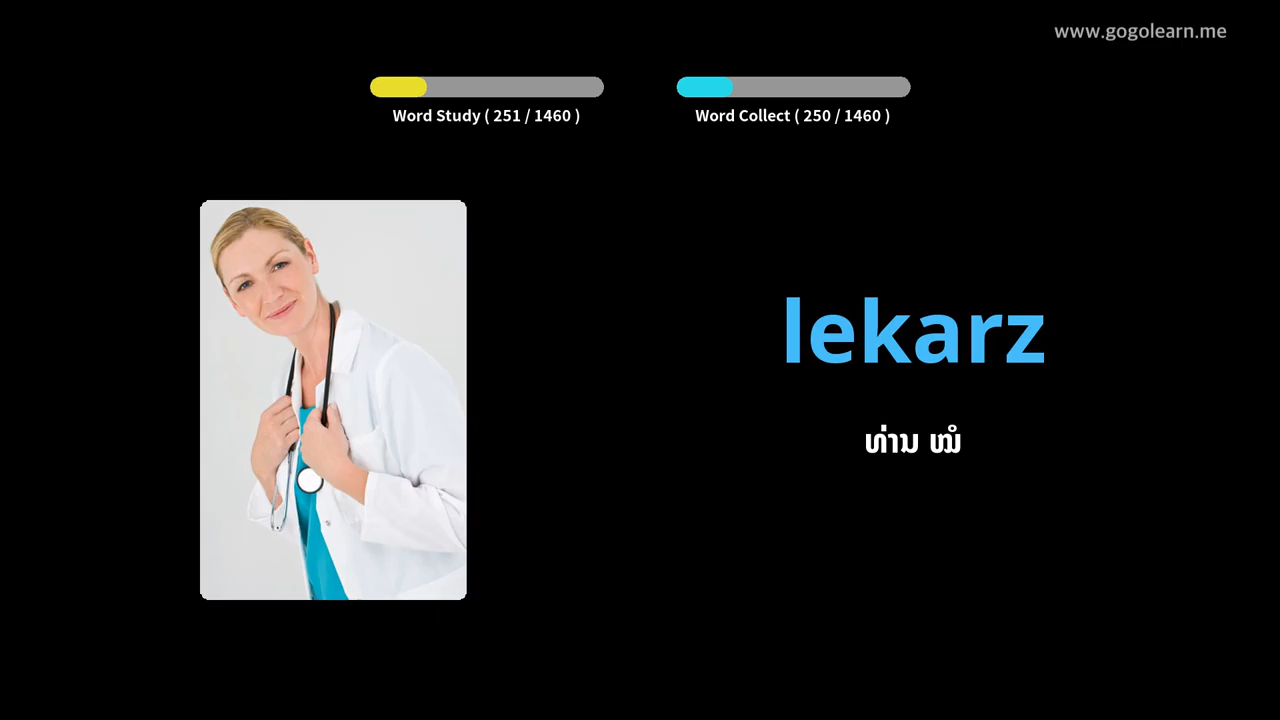 www.gogolearn.me
Word Study ( 251 / 1460 )
Word Collect ( 250 / 1460 )
lekarz
ທ່ານ ໝໍ